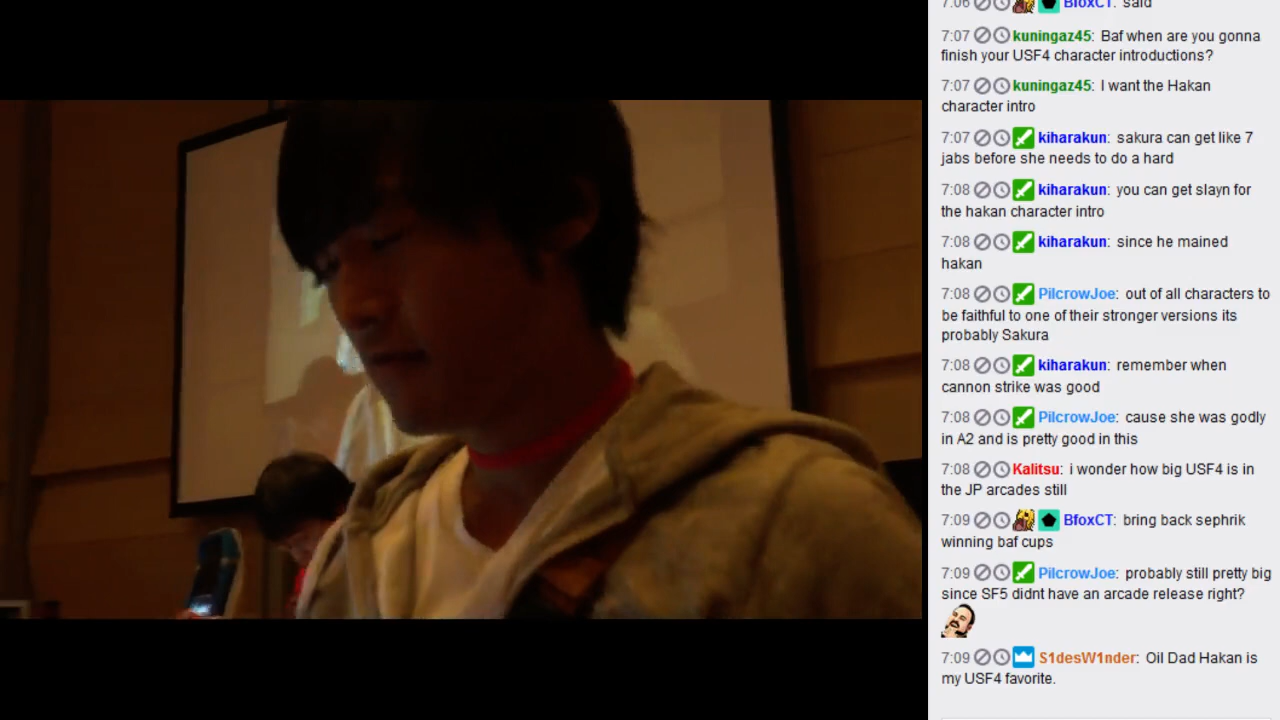 7:06 BfoxCT: said
7:07 kuningaz45: Baf when are you gonna
finish your USF4 character introductions?
7:07 kuningaz45: I want the Hakan
character intro
7:07 kiharakun: sakura can get like 7
jabs before she needs to do a hard
7:08 kiharakun: you can get slayn for
the hakan character intro
7:08 kiharakun: since he mained
hakan
7:08 PilcrowJoe: out of all characters to
be faithful to one of their stronger versions its
probably Sakura
7:08 kiharakun: remember when
cannon strike was good
7:08 PilcrowJoe: cause she was godly
in A2 and is pretty good in this
7:08 Kalitsu: i wonder how big USF4 is in
the JP arcades still
7:09 BfoxCT: bring back sephrik
winning baf cups
7:09 PilcrowJoe: probably still pretty big
since SF5 didnt have an arcade release right?
7:09 S1desW1nder: Oil Dad Hakan is
my USF4 favorite.